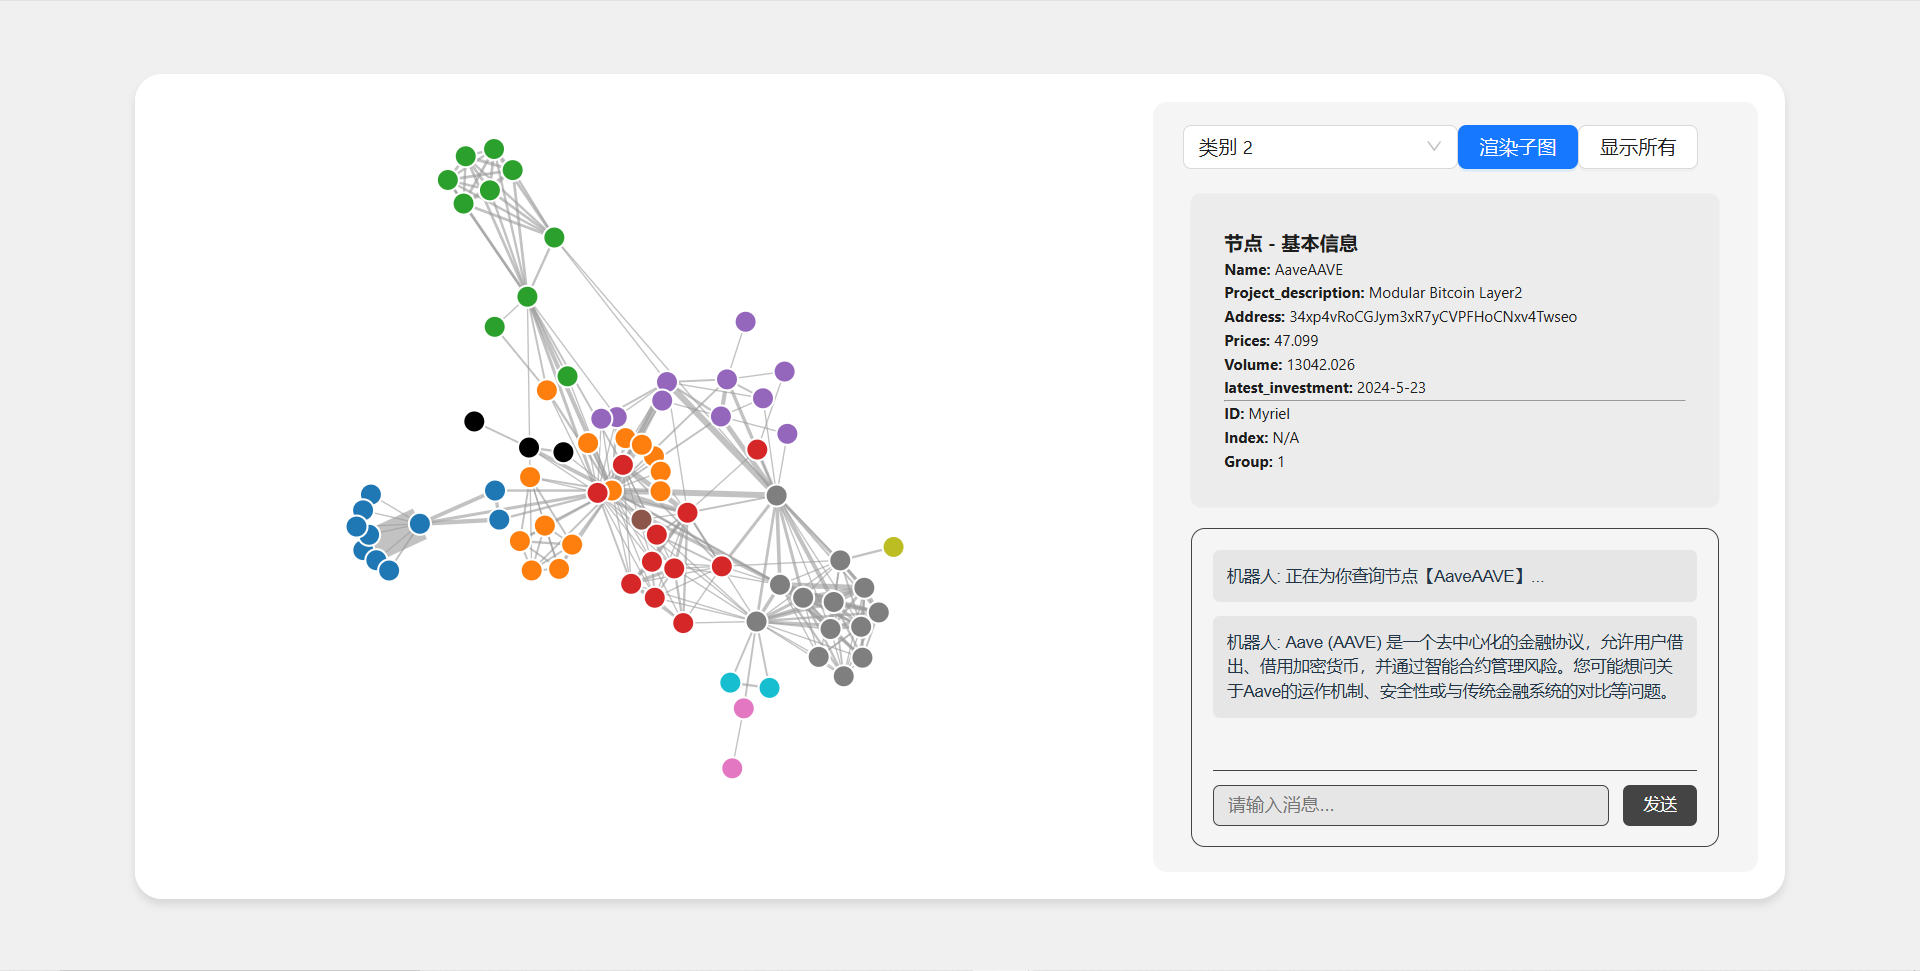 类别 2
渲染子图
显示所有
节点 - 基本信息
Name: AaveAAVE
Project_description: Modular Bitcoin Layer2
Address: 34xp4vRoCGJym3xR7yCVPFHoCNxv4Twseo
Prices: 47.099
Volume: 13042.026
latest_investment: 2024-5-23
ID: Myriel
Index: N/A
Group: 1
机器人: 正在为你查询节点【AaveAAVE】...
机器人: Aave (AAVE) 是一个去中心化的金融协议，允许用户借
出、借用加密货币，并通过智能合约管理风险。您可能想问关
于Aave的运作机制、安全性或与传统金融系统的对比等问题。
请输入消息...
发送